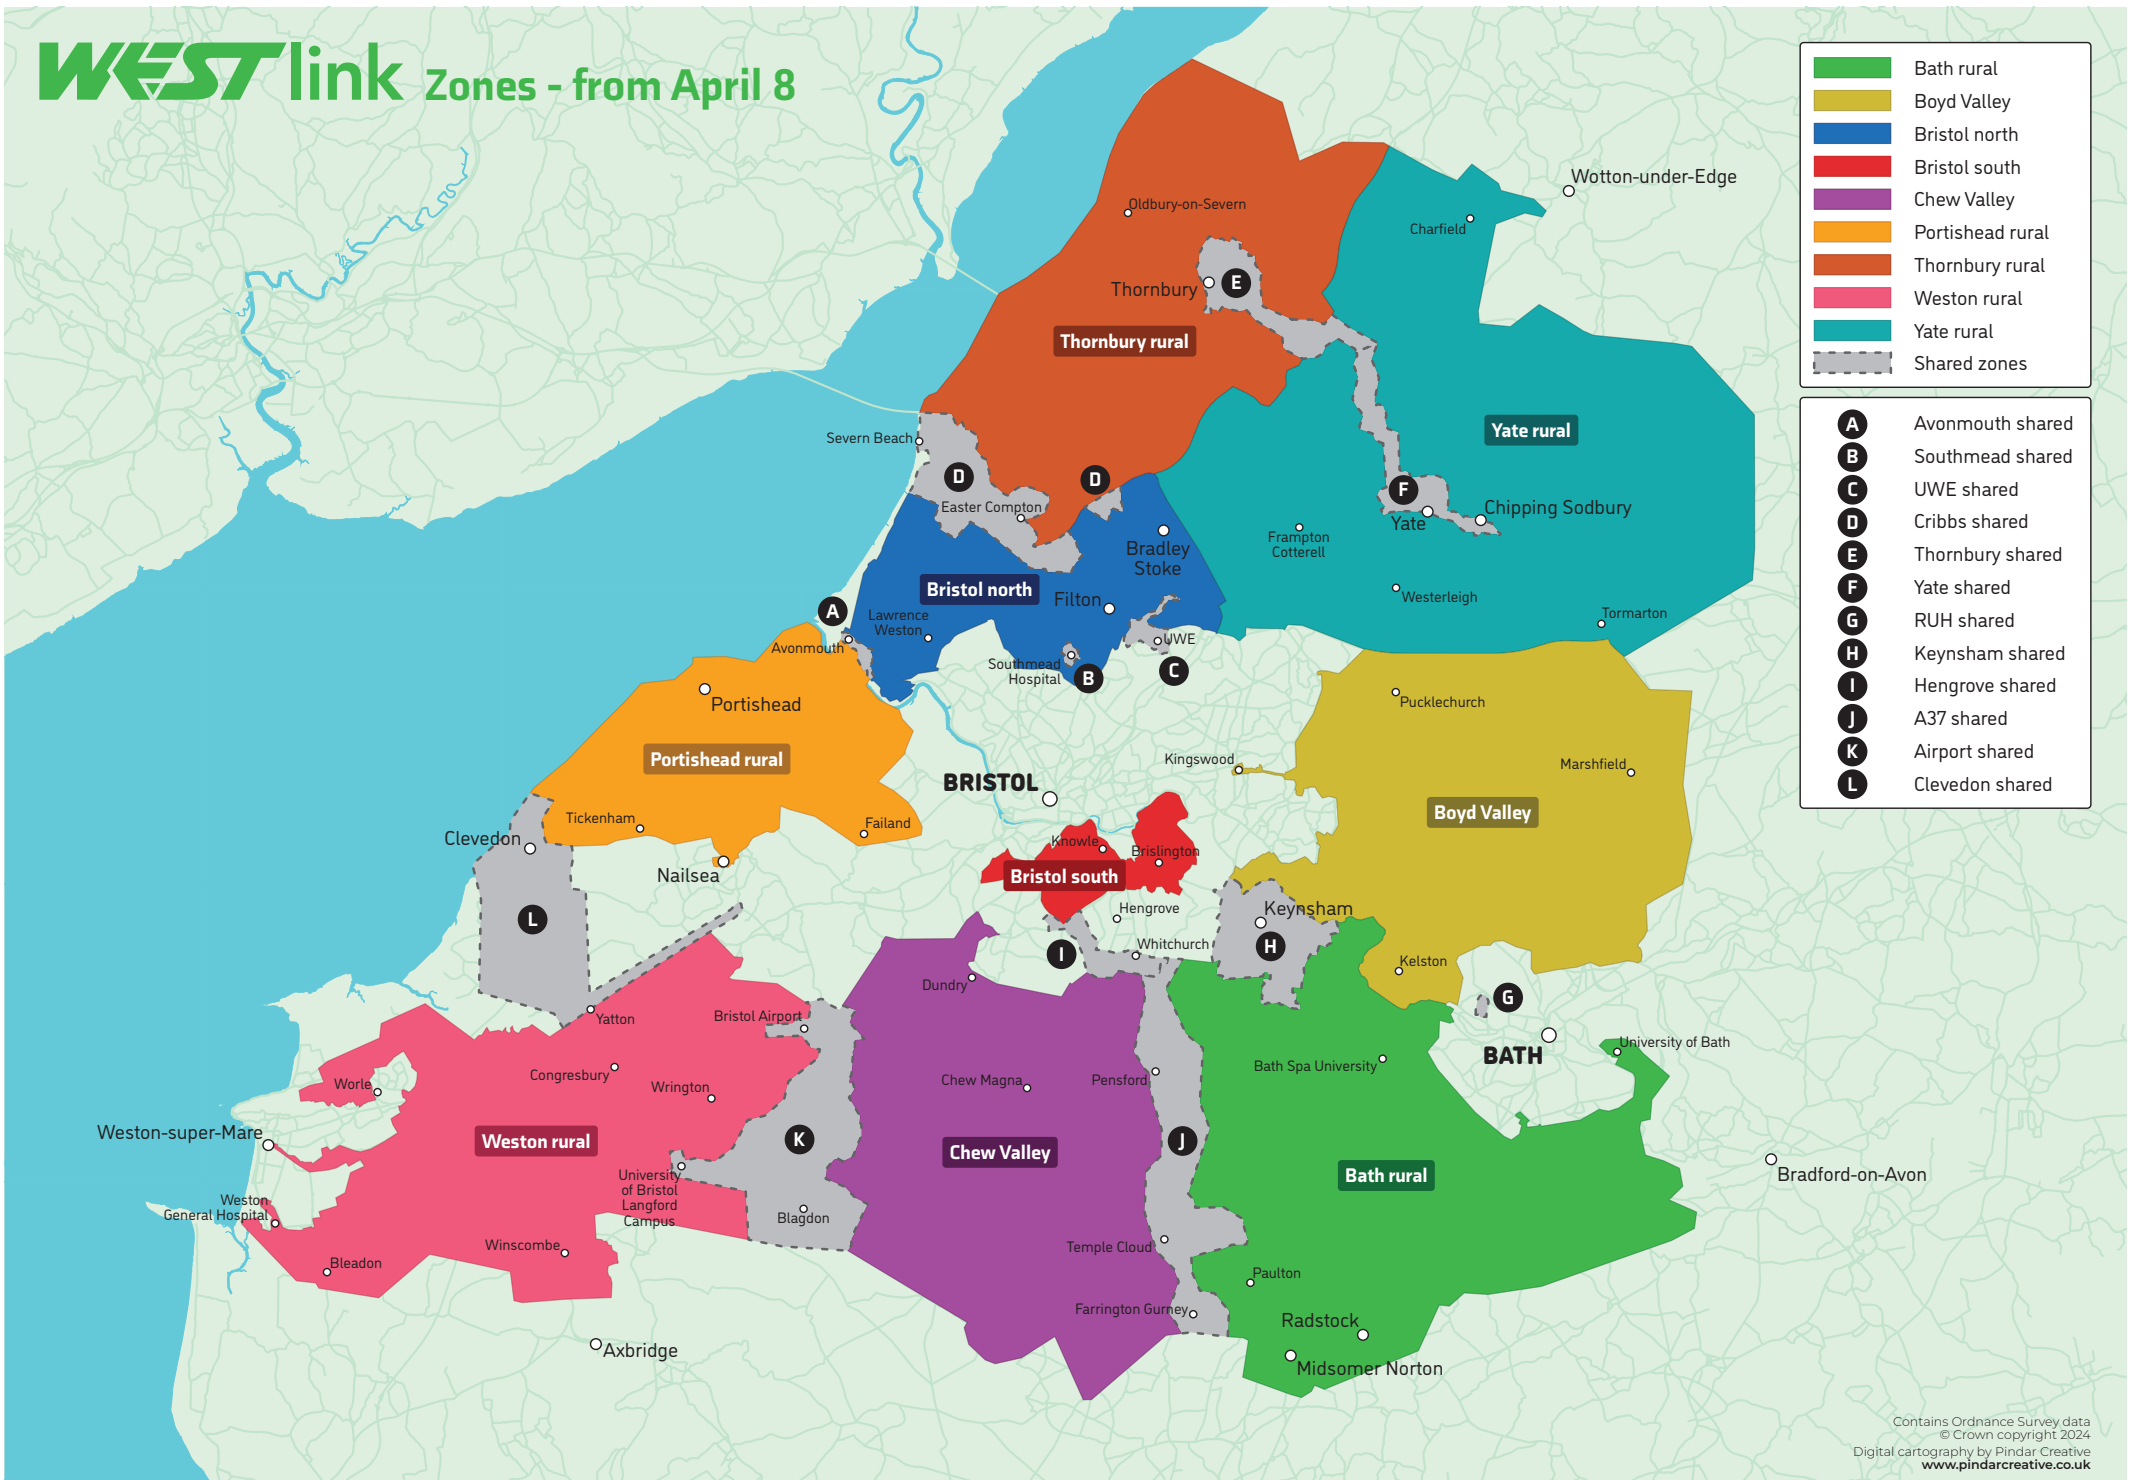 WEST link Zones - from April 8
Bath rural
Boyd Valley
Bristol north
Bristol south
Chew Valley
Portishead rural
Thornbury rural
Weston rural
Yate rural
Shared zones
A Avonmouth shared
B Southmead shared
C UWE shared
D Cribbs shared
E Thornbury shared
F Yate shared
G RUH shared
H Keynsham shared
I Hengrove shared
J A37 shared
K Airport shared
L Clevedon shared
Wotton-under-Edge
Oldbury-on-Severn
Charfield
Thornbury
E
Thornbury rural
Yate rural
Severn Beach
D
D
F
Easter Compton
Yate
Chipping Sodbury
Bradley
Stoke
Frampton
Cotterell
Bristol north
Filton
Westerleigh
A
Lawrence
Weston
Tormarton
Avonmouth
UWE
Southmead
Hospital
B
C
Portishead
Pucklechurch
Portishead rural
Kingswood
Marshfield
BRISTOL
Boyd Valley
Tickenham
Failand
Clevedon
Knowle
Brislington
Nailsea
Bristol south
L
Hengrove
Keynsham
Whitchurch
I
H
Kelston
Dundry
G
Yatton
Bristol Airport
University of Bath
BATH
Congresbury
Worle
Wrington
Chew Magna
Pensford
Bath Spa University
Weston-super-Mare
Weston rural
K
Chew Valley
J
Bath rural
Bradford-on-Avon
University
of Bristol
Langford
Campus
Weston
General Hospital
Blagdon
Winscombe
Bleadon
Temple Cloud
Paulton
Farrington Gurney
Radstock
Axbridge
Midsomer Norton
Contains Ordnance Survey data
© Crown copyright 2024
Digital cartography by Pindar Creative
www.pindarcreative.co.uk